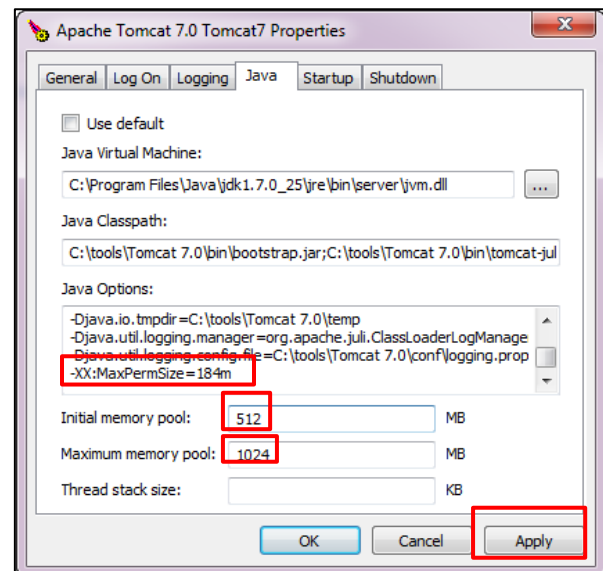 Apache Tomcat 7.0 Tomcat7 Properties
General Log On Logging Java Startup Shutdown
Use default
Java Virtual Machine:
C:\Program Files\Java\jdk1.7.0_25\jre\bin\server\jvm.dll ...
Java Classpath:
C:\tools\Tomcat 7.0\bin\bootstrap.jar;C:\tools\Tomcat 7.0\bin\tomcat-jul
Java Options:
-Djava.io.tmpdir=C:\tools\Tomcat 7.0\temp
-Djava.util.logging.manager=org.apache.juli.ClassLoaderLogManage
-Djava.util.logging.config.file=C:\tools\Tomcat 7.0\conf\logging.prop
-XX:MaxPermSize=184m
Initial memory pool: 512 MB
Maximum memory pool: 1024 MB
Thread stack size: KB
OK Cancel Apply